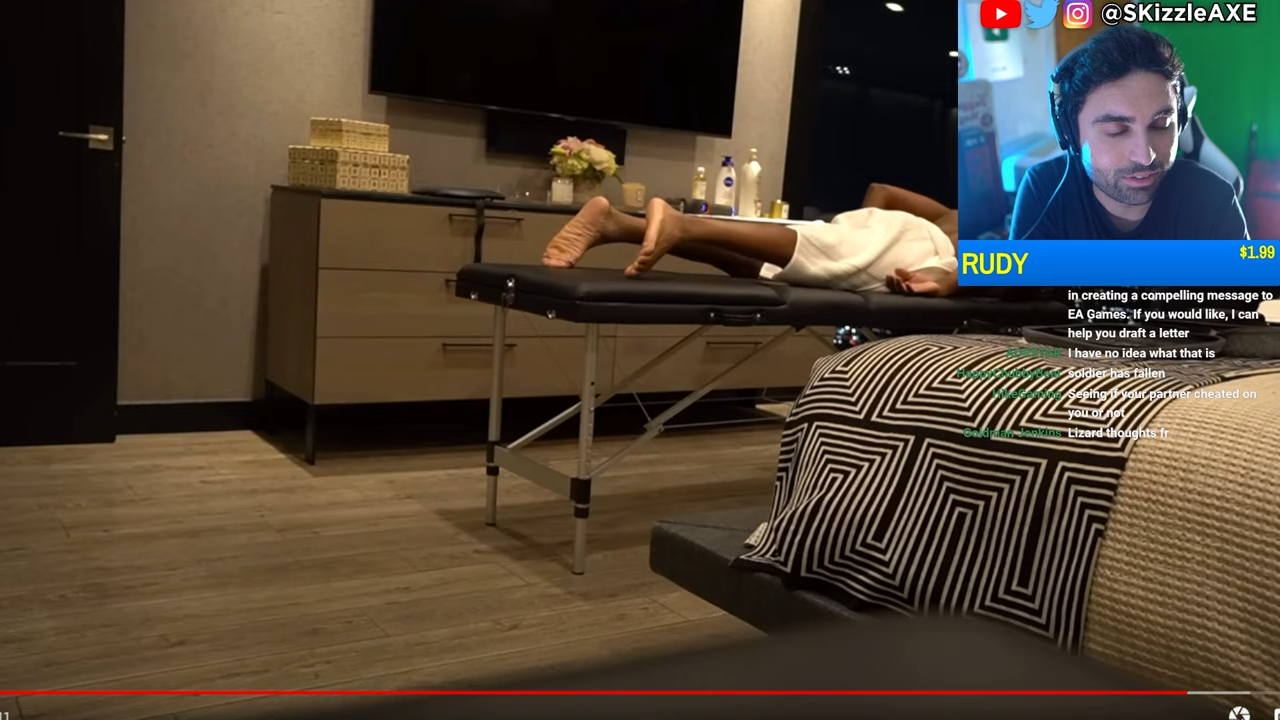 @SKizzleAXE
RUDY
$1.99
in creating a compelling message to
EA Games. If you would like, I can
help you draft a letter
I have no idea what that is
HappyChubbyBear soldier has fallen
Seeing if your partner cheated on
you or not
Goldman Jenkins Lizard thoughts fr
NIVEA